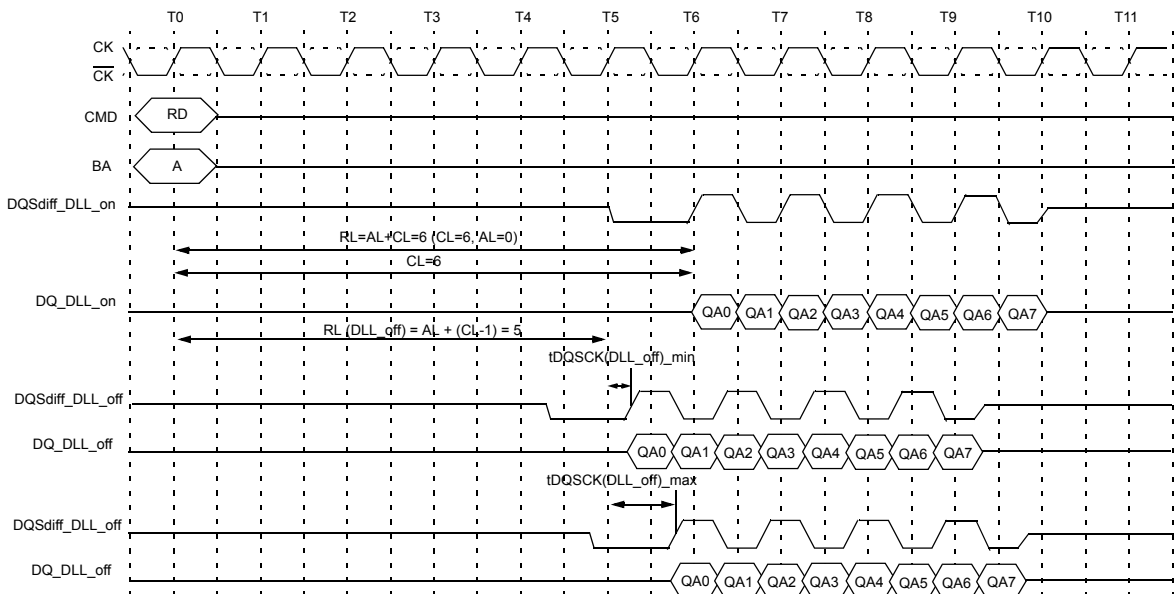 T0 T1 T2 T3 T4 T5 T6 T7 T8 T9 T10 T11
CK
CK
CMD RD
BA A
DQSdiff_DLL_on
RL=AL+CL=6 (CL=6, AL=0)
CL=6
DQ_DLL_on QA0 QA1 QA2 QA3 QA4 QA5 QA6 QA7
RL (DLL_off) = AL + (CL-1) = 5
tDQSCK(DLL_off)_min
DQSdiff_DLL_off
DQ_DLL_off QA0 QA1 QA2 QA3 QA4 QA5 QA6 QA7
tDQSCK(DLL_off)_max
DQSdiff_DLL_off
DQ_DLL_off QA0 QA1 QA2 QA3 QA4 QA5 QA6 QA7